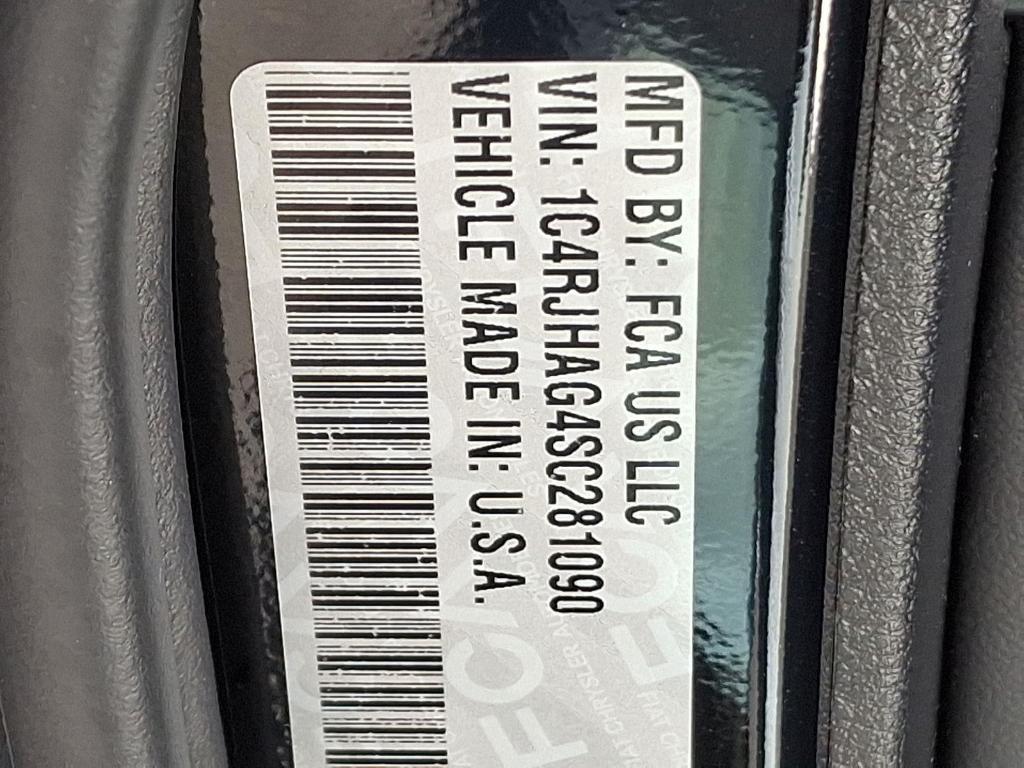 MFD BY: FCA US LLC
VIN: 1C4RJHAG4SC281090
VEHICLE MADE IN: U.S.A.